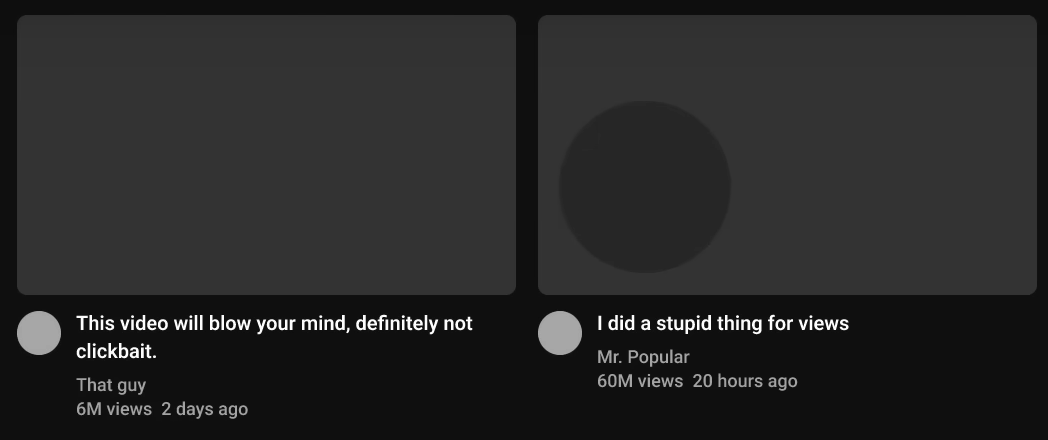 This video will blow your mind, definitely not
clickbait.
That guy
6M views  2 days ago
I did a stupid thing for views
Mr. Popular
60M views  20 hours ago